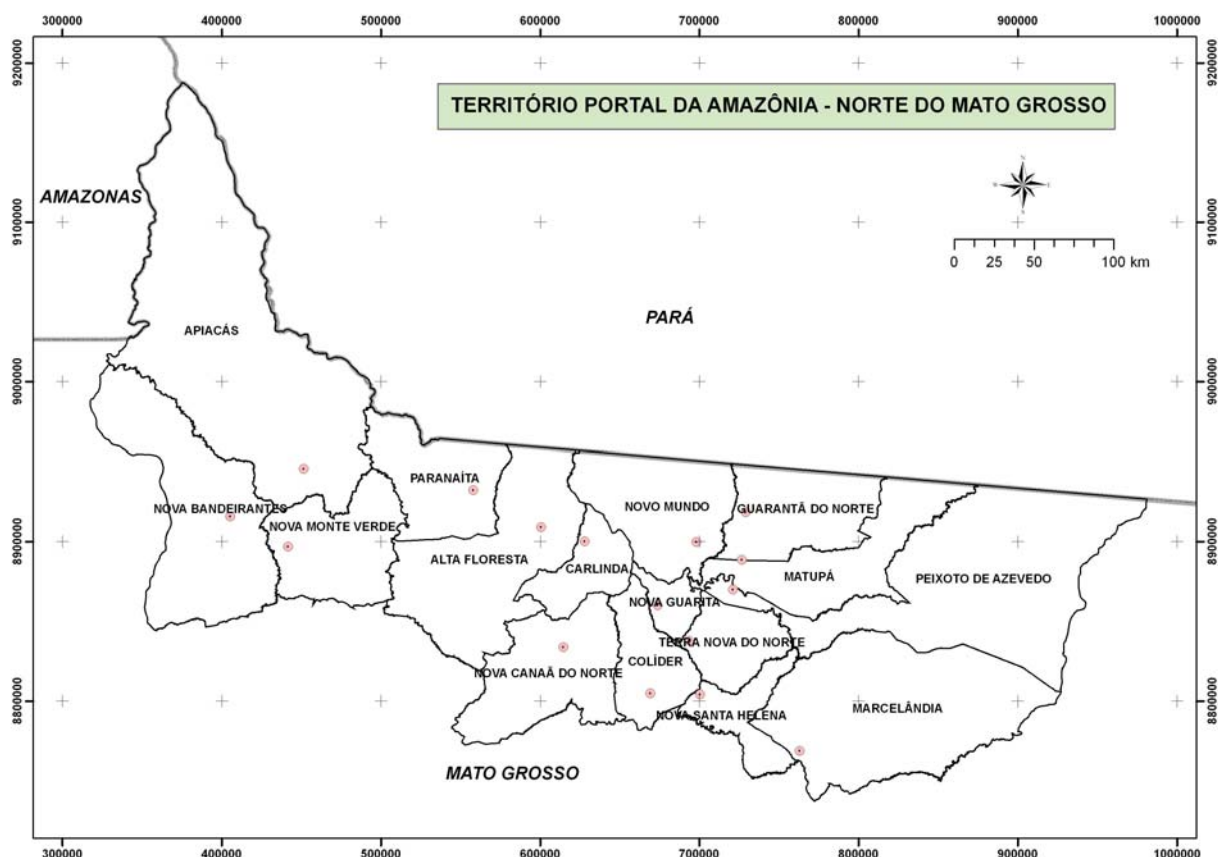 300000 400000 500000 600000 700000 800000 900000 1000000
9200000 9200000
TERRITÓRIO PORTAL DA AMAZÔNIA - NORTE DO MATO GROSSO
AMAZONAS
9100000 9100000
0 25 50 100 km
PARÁ
APIACÁS
9000000 9000000
PARANAÍTA
NOVA BANDEIRANTES
NOVO MUNDO
GUARANTÃ DO NORTE
NOVA MONTE VERDE
8900000 8900000
ALTA FLORESTA
CARLINDA
MATUPÁ
PEIXOTO DE AZEVEDO
NOVA GUARITA
TERRA NOVA DO NORTE
COLÍDER
NOVA CANAÃ DO NORTE
8800000 8800000
MARCELÂNDIA
NOVA SANTA HELENA
MATO GROSSO
300000 400000 500000 600000 700000 800000 900000 1000000